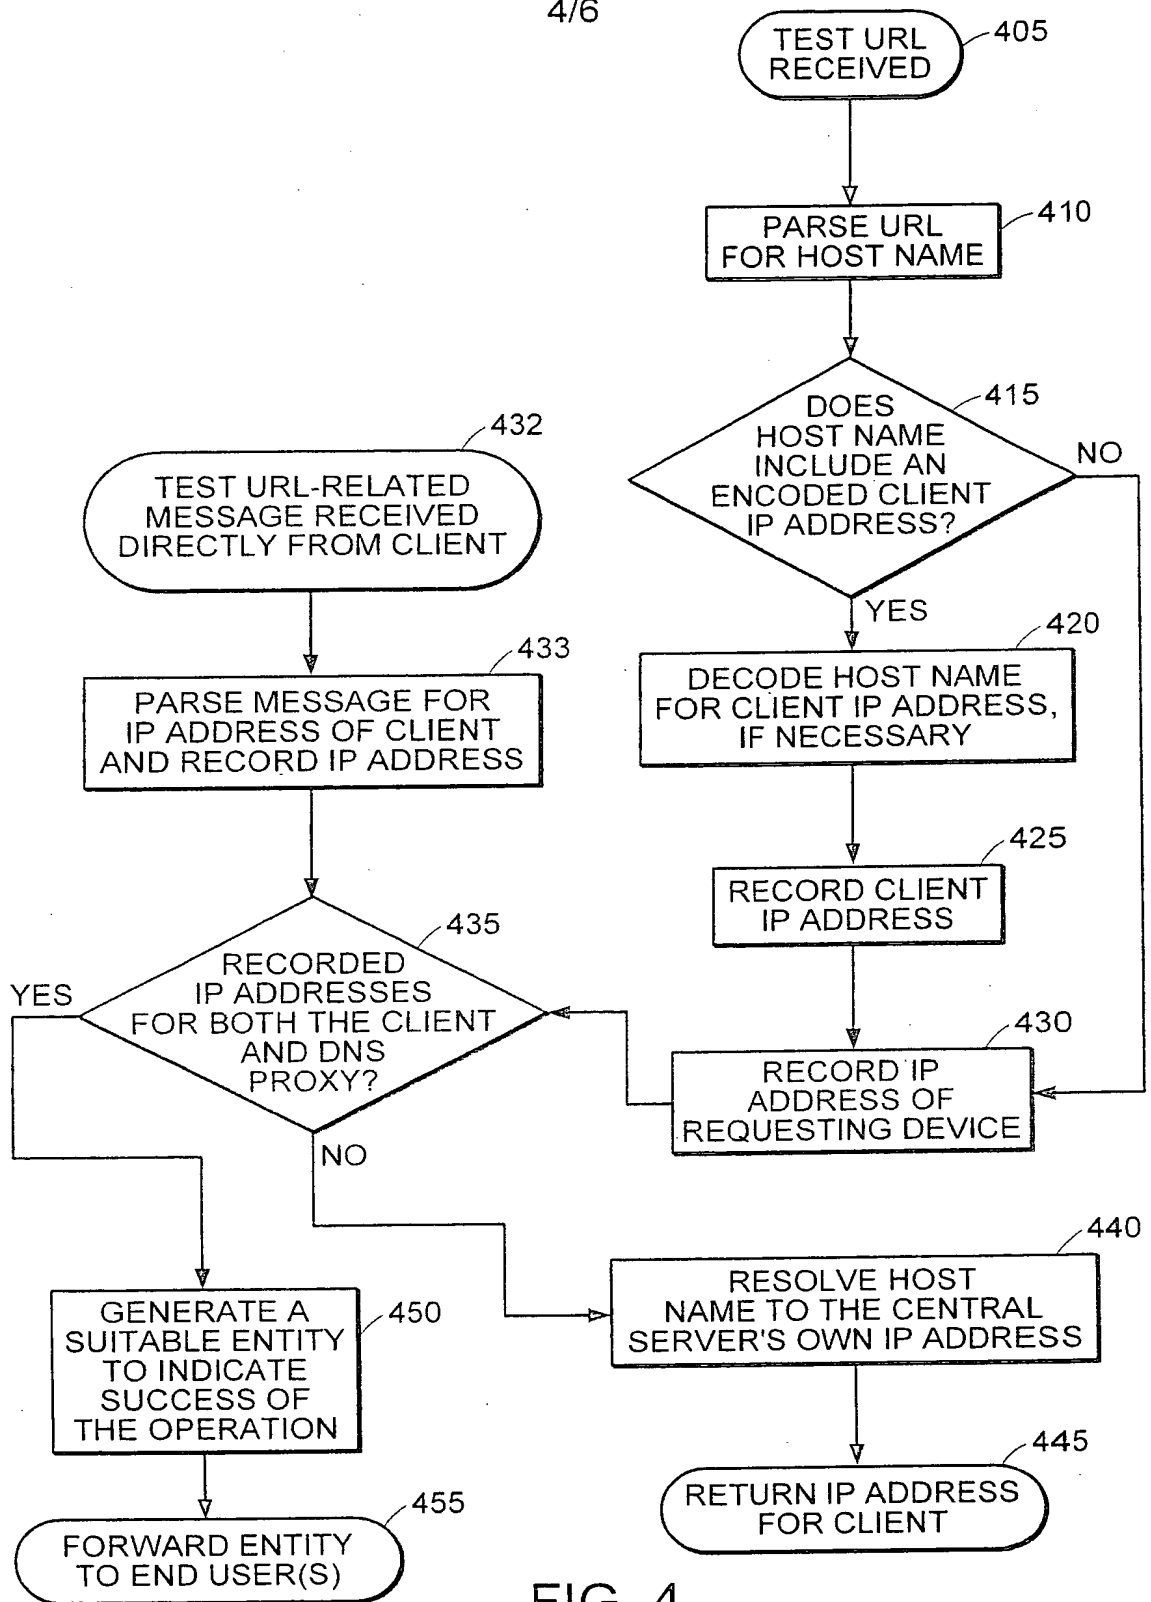 4/6
TEST URL
RECEIVED
405
PARSE URL
FOR HOST NAME
410
DOES
HOST NAME
INCLUDE AN
ENCODED CLIENT
IP ADDRESS?
415
NO
YES
DECODE HOST NAME
FOR CLIENT IP ADDRESS,
IF NECESSARY
420
RECORD CLIENT
IP ADDRESS
425
RECORD IP
ADDRESS OF
REQUESTING DEVICE
430
TEST URL-RELATED
MESSAGE RECEIVED
DIRECTLY FROM CLIENT
432
PARSE MESSAGE FOR
IP ADDRESS OF CLIENT
AND RECORD IP ADDRESS
433
RECORDED
IP ADDRESSES
FOR BOTH THE CLIENT
AND DNS
PROXY?
435
YES
NO
RESOLVE HOST
NAME TO THE CENTRAL
SERVER'S OWN IP ADDRESS
440
RETURN IP ADDRESS
FOR CLIENT
445
GENERATE A
SUITABLE ENTITY
TO INDICATE
SUCCESS OF
THE OPERATION
450
FORWARD ENTITY
TO END USER(S)
455
FIG. 4